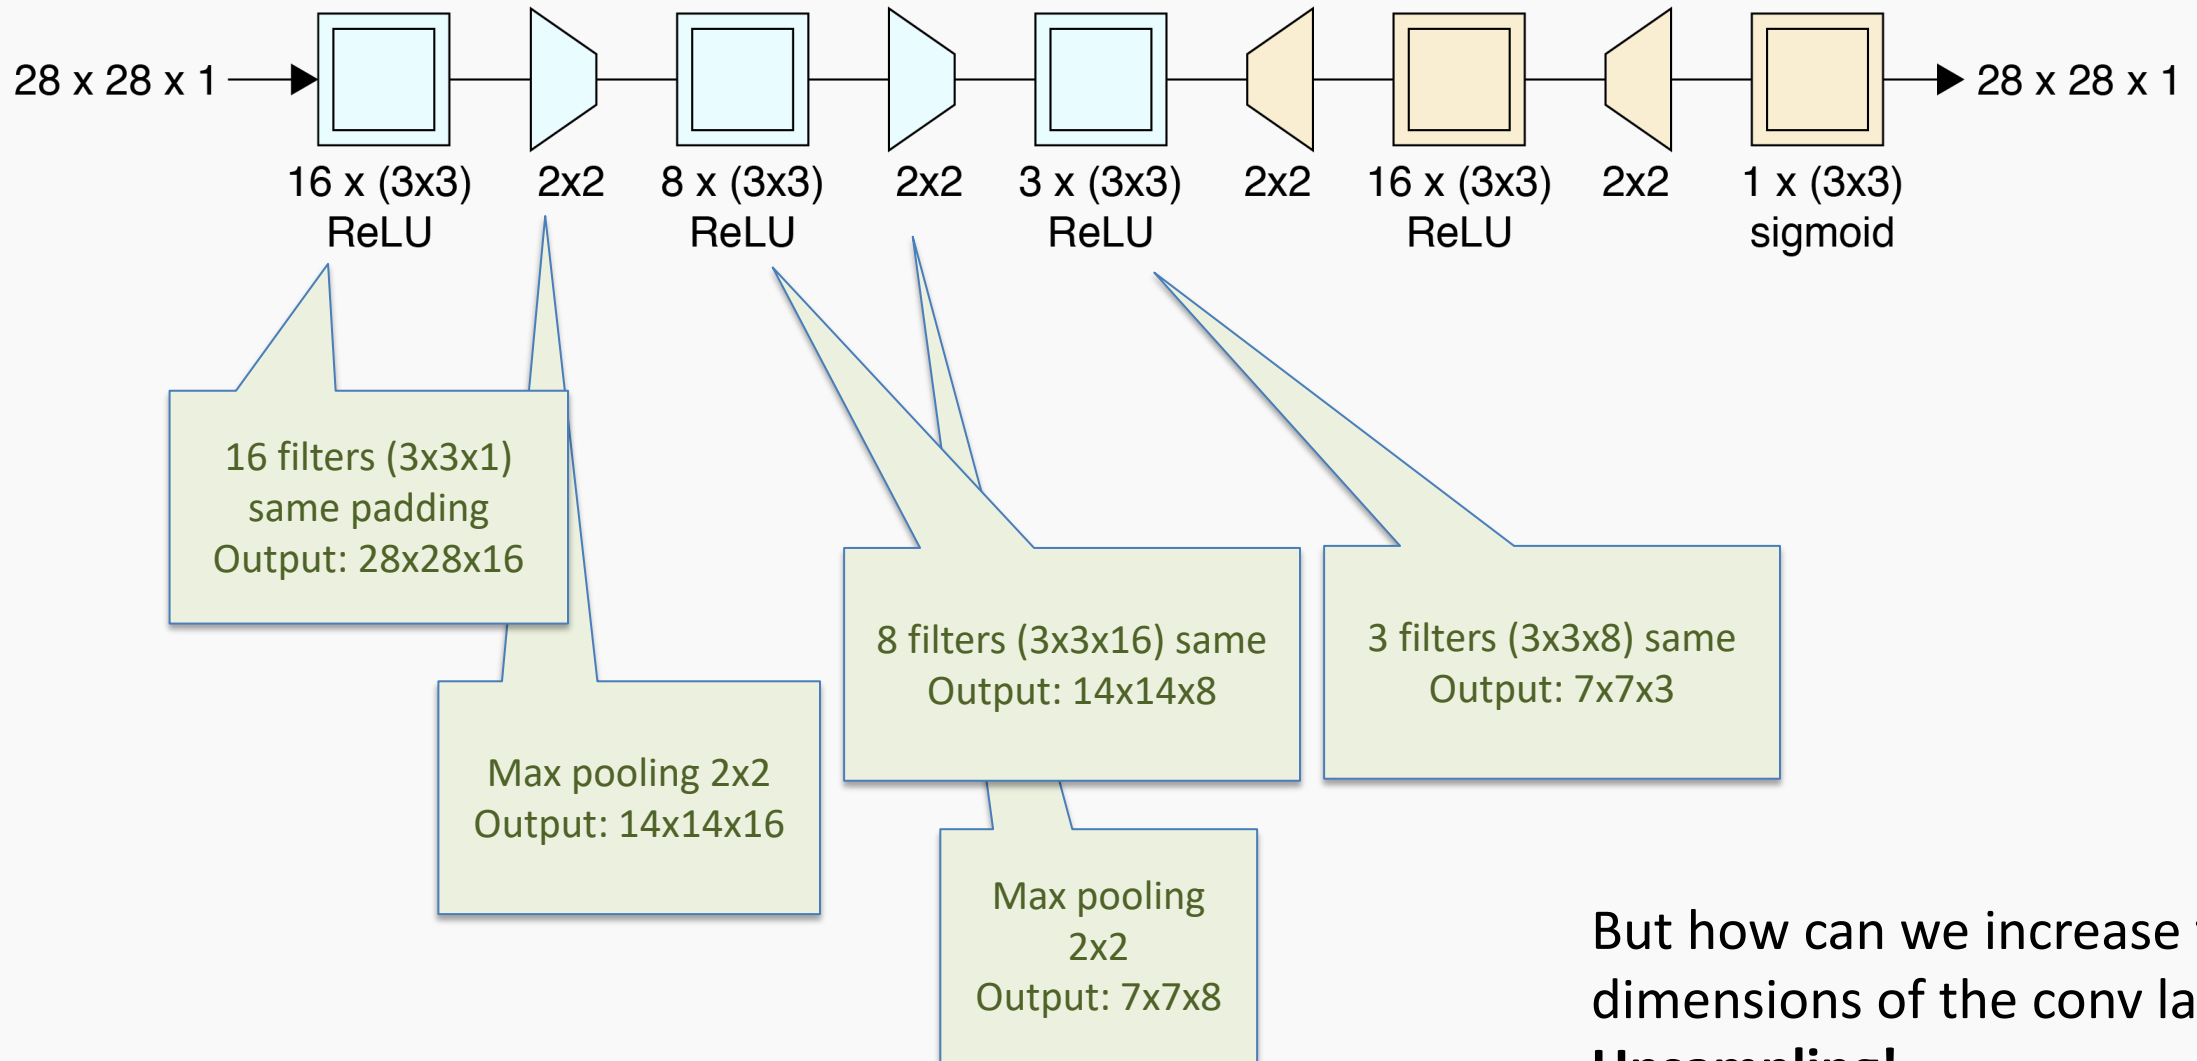 28 x 28 x 1
28 x 28 x 1
16 x (3x3)
ReLU
2x2
8 x (3x3)
ReLU
2x2
3 x (3x3)
ReLU
2x2
16 x (3x3)
ReLU
2x2
1 x (3x3)
sigmoid
16 filters (3x3x1)
same padding
Output: 28x28x16
Max pooling 2x2
Output: 14x14x16
8 filters (3x3x16) same
Output: 14x14x8
Max pooling
2x2
Output: 7x7x8
3 filters (3x3x8) same
Output: 7x7x3
But how can we increase
dimensions of the conv la
Upsampling!